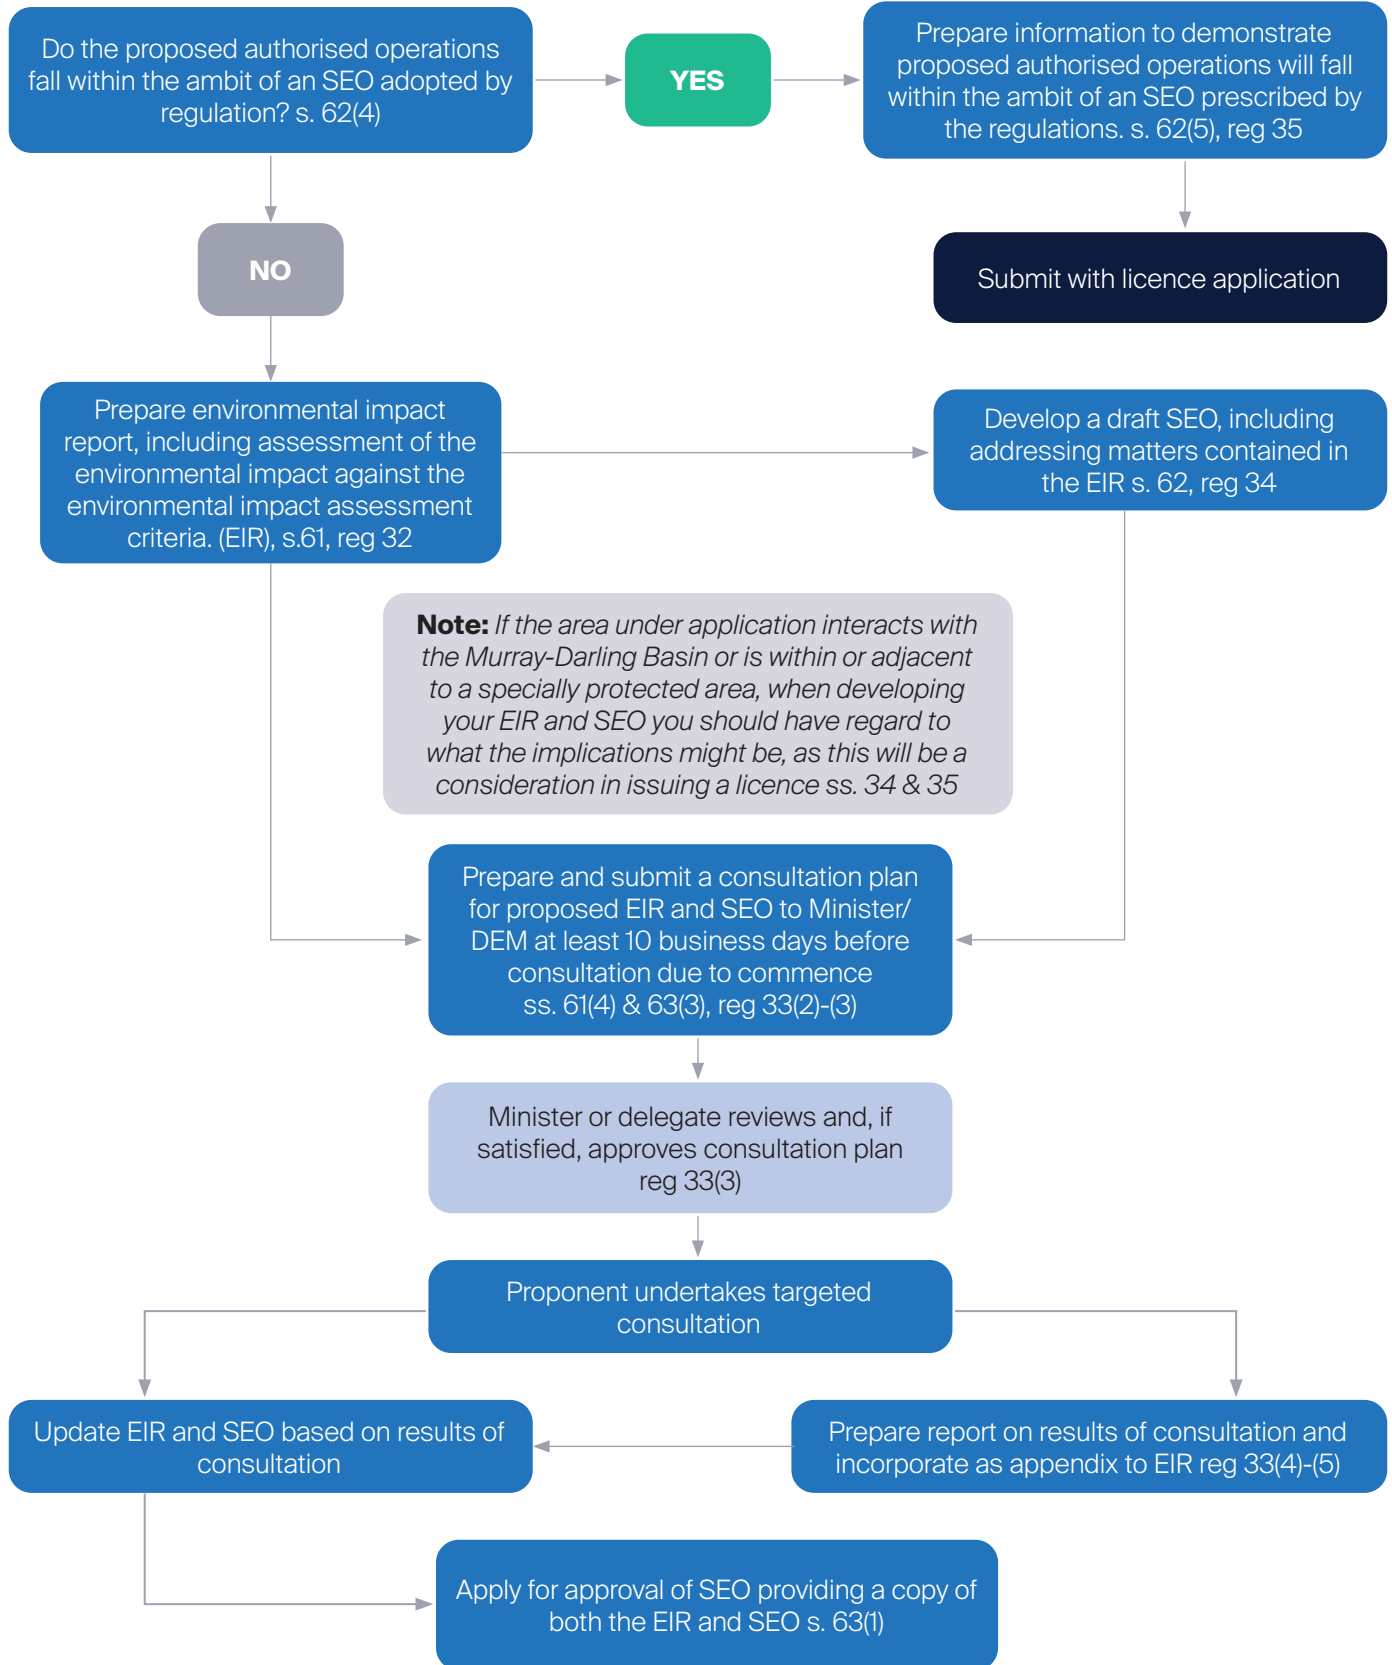 Do the proposed authorised operations
fall within the ambit of an SEO adopted by
regulation? s. 62(4)
YES
Prepare information to demonstrate
proposed authorised operations will fall
within the ambit of an SEO prescribed by
the regulations. s. 62(5), reg 35
NO
Submit with licence application
Prepare environmental impact
report, including assessment of the
environmental impact against the
environmental impact assessment
criteria. (EIR), s.61, reg 32
Develop a draft SEO, including
addressing matters contained in
the EIR s. 62, reg 34
Note: If the area under application interacts with
the Murray-Darling Basin or is within or adjacent
to a specially protected area, when developing
your EIR and SEO you should have regard to
what the implications might be, as this will be a
consideration in issuing a licence ss. 34 & 35
Prepare and submit a consultation plan
for proposed EIR and SEO to Minister/
DEM at least 10 business days before
consultation due to commence
ss. 61(4) & 63(3), reg 33(2)-(3)
Minister or delegate reviews and, if
satisfied, approves consultation plan
reg 33(3)
Proponent undertakes targeted
consultation
Update EIR and SEO based on results of
consultation
Prepare report on results of consultation and
incorporate as appendix to EIR reg 33(4)-(5)
Apply for approval of SEO providing a copy of
both the EIR and SEO s. 63(1)